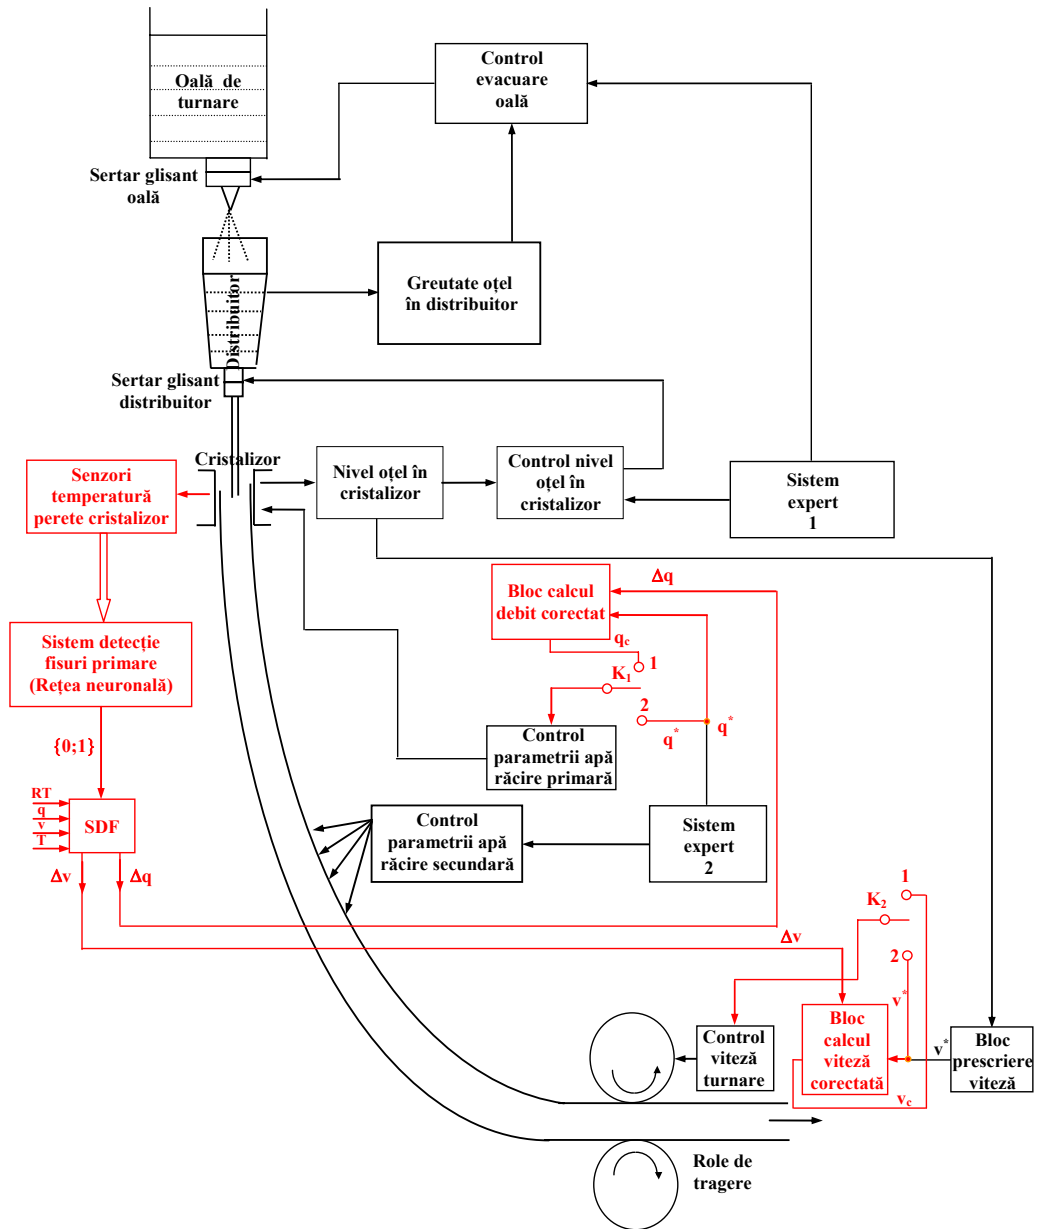 Oală de
turnare
Control
evacuare
oală
Sertar glisant
oală
Greutate oțel
în distribuitor
Distribuitor
Sertar glisant
distribuitor
Cristalizor
Senzori
temperatură
perete cristalizor
Nivel oțel în
cristalizor
Control nivel
oțel în
cristalizor
Sistem
expert
1
Bloc calcul
debit corectat
Δq
q_c
1
K₁
2
q*
q*
Sistem detecție
fisuri primare
(Rețea neuronală)
{0;1}
Control
parametrii apă
răcire primară
RT
q
v
T
SDF
Δv
Δq
Control
parametrii apă
răcire secundară
Sistem
expert
2
1
K₂
2
Δv
v*
Control
viteză
turnare
Bloc
calcul
viteză
corectată
v*
Bloc
prescriere
viteză
v_c
Role de
tragere